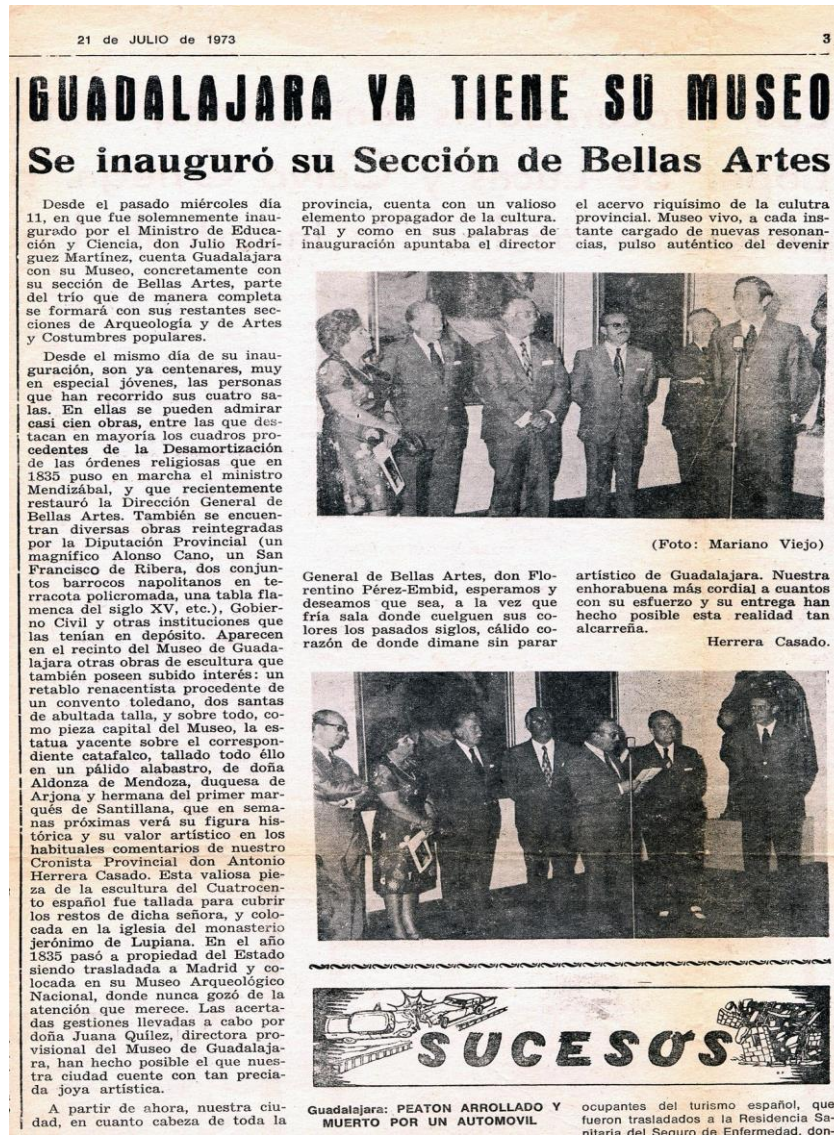 21 de JULIO de 1973
3
GUADALAJARA YA TIENE SU MUSEO
Se inauguró su Sección de Bellas Artes
Desde el pasado miércoles día
11, en que fue solemnemente inau-
gurado por el Ministro de Educa-
ción y Ciencia, don Julio Rodrí-
guez Martínez, cuenta Guadalajara
con su Museo, concretamente con
su sección de Bellas Artes, parte
del trío que de manera completa
se formará con sus restantes sec-
ciones de Arqueología y de Artes
y Costumbres populares.
Desde el mismo día de su inau-
guración, son ya centenares, muy
en especial jóvenes, las personas
que han recorrido sus cuatro sa-
las. En ellas se pueden admirar
casi cien obras, entre las que des-
tacan en mayoría los cuadros pro-
cedentes de la Desamortización
de las órdenes religiosas que en
1835 puso en marcha el ministro
Mendizábal, y que recientemente
restauró la Dirección General de
Bellas Artes. También se encuen-
tran diversas obras reintegradas
por la Diputación Provincial (un
magnífico Alonso Cano, un San
Francisco de Ribera, dos conjun-
tos barrocos napolitanos en te-
rracota policromada, una tabla fla-
menca del siglo XV, etc.), Gobier-
no Civil y otras instituciones que
las tenían en depósito. Aparecen
en el recinto del Museo de Guada-
lajara otras obras de escultura que
también poseen subido interés: un
retablo renacentista procedente de
un convento toledano, dos santas
de abultada talla, y sobre todo, co-
mo pieza capital del Museo, la es-
tatua yacente sobre el correspon-
diente catafalco, tallado todo éllo
en un pálido alabastro, de doña
Aldonza de Mendoza, duquesa de
Arjona y hermana del primer mar-
qués de Santillana, que en sema-
nas próximas verá su figura his-
tórica y su valor artístico en los
habituales comentarios de nuestro
Cronista Provincial don Antonio
Herrera Casado. Esta valiosa pie-
za de la escultura del Cuatrocen-
to español fue tallada para cubrir
los restos de dicha señora, y colo-
cada en la iglesia del monasterio
jerónimo de Lupiana. En el año
1835 pasó a propiedad del Estado
siendo trasladada a Madrid y co-
locada en su Museo Arqueológico
Nacional, donde nunca gozó de la
atención que merece. Las acerta-
das gestiones llevadas a cabo por
doña Juana Quílez, directora pro-
visional del Museo de Guadalaja-
ra, han hecho posible el que nues-
tra ciudad cuente con tan precia-
da joya artística.
A partir de ahora, nuestra ciu-
dad, en cuanto cabeza de toda la
provincia, cuenta con un valioso
elemento propagador de la cultura.
Tal y como en sus palabras de
inauguración apuntaba el director
General de Bellas Artes, don Flo-
rentino Pérez-Embid, esperamos y
deseamos que sea, a la vez que
fría sala donde cuelguen sus co-
lores los pasados siglos, cálido co-
razón de donde dimane sin parar
el acervo riquísimo de la culutra
provincial. Museo vivo, a cada ins-
tante cargado de nuevas resonan-
cias, pulso auténtico del devenir
(Foto: Mariano Viejo)
artístico de Guadalajara. Nuestra
enhorabuena más cordial a cuantos
con su esfuerzo y su entrega han
hecho posible esta realidad tan
alcarreña.
Herrera Casado.
SUCESOS
Guadalajara: PEATON ARROLLADO Y
MUERTO POR UN AUTOMOVIL
ocupantes del turismo español, que
fueron trasladados a la Residencia Sa-
nitaria del Seguro de Enfermedad, don-